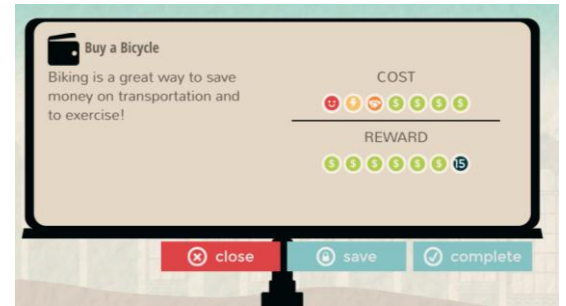 Buy a Bicycle
Biking is a great way to save
money on transportation and
to exercise!
COST
$ $ $ $
REWARD
$ $ $ $ $ $ 15
close
save
complete